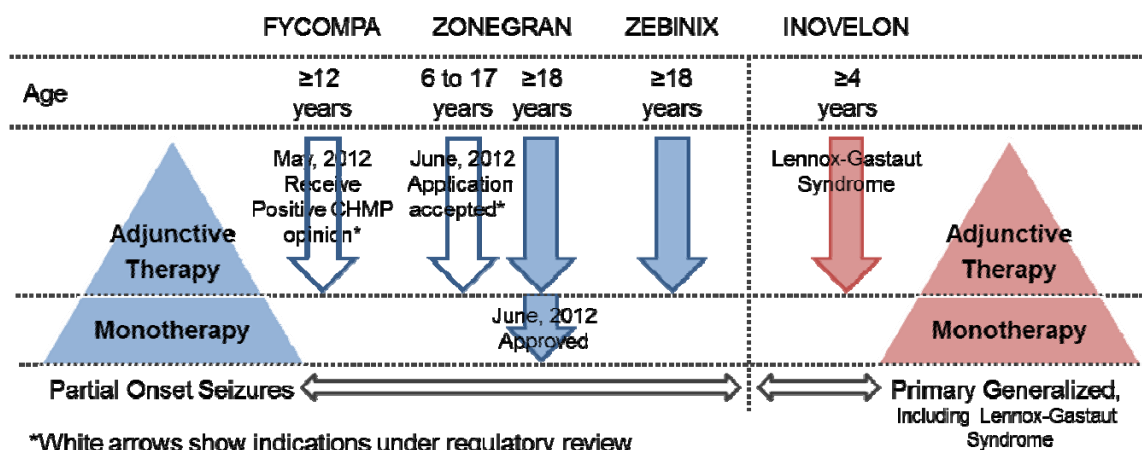 FYCOMPA ZONEGRAN ZEBINIX INOVELON
Age
≥12 years
6 to 17 years
≥18 years
≥18 years
≥4 years
May, 2012
Receive
Positive CHMP
opinion*
June, 2012
Application
accepted*
Lennox-Gastaut
Syndrome
Adjunctive
Therapy
Adjunctive
Therapy
Monotherapy
June, 2012
Approved
Monotherapy
Partial Onset Seizures
Primary Generalized,
Including Lennox-Gastaut
Syndrome
*White arrows show indications under regulatory review